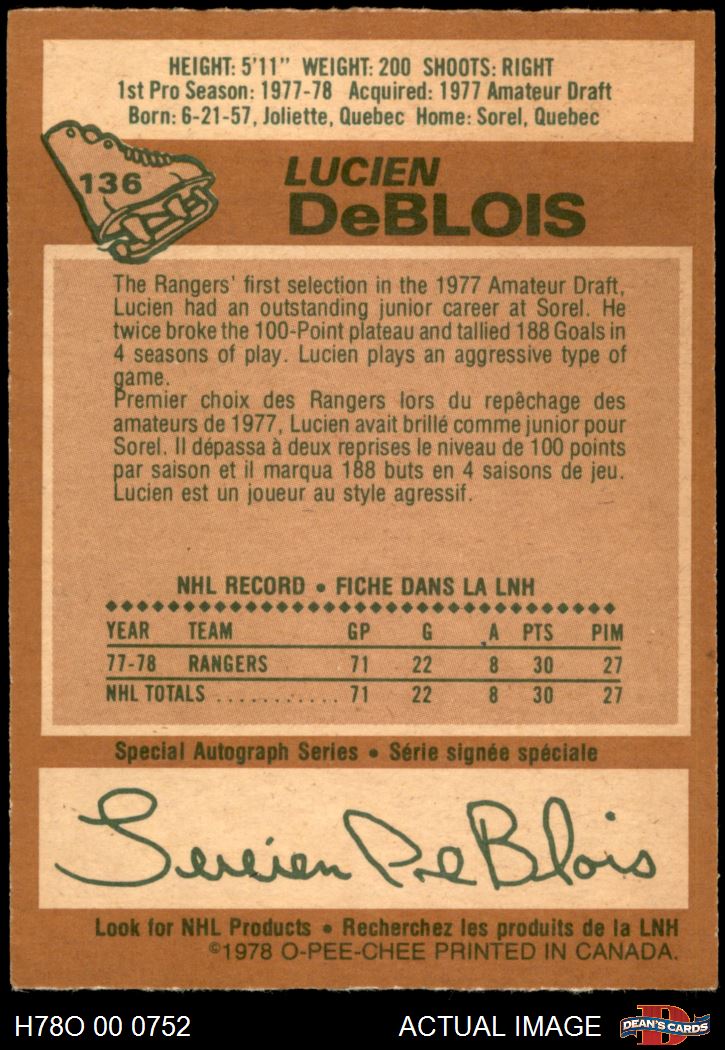 HEIGHT: 5'11" WEIGHT: 200 SHOOTS: RIGHT
1st Pro Season: 1977-78 Acquired: 1977 Amateur Draft
Born: 6-21-57, Joliette, Quebec Home: Sorel, Quebec
136
LUCIEN
DeBLOIS
The Rangers' first selection in the 1977 Amateur Draft,
Lucien had an outstanding junior career at Sorel. He
twice broke the 100-Point plateau and tallied 188 Goals in
4 seasons of play. Lucien plays an aggressive type of
game.
Premier choix des Rangers lors du repêchage des
amateurs de 1977, Lucien avait brillé comme junior pour
Sorel. Il dépassa à deux reprises le niveau de 100 points
par saison et il marqua 188 buts en 4 saisons de jeu.
Lucien est un joueur au style agressif.
NHL RECORD • FICHE DANS LA LNH
YEAR TEAM GP G A PTS PIM
77-78 RANGERS 71 22 8 30 27
NHL TOTALS ............ 71 22 8 30 27
Special Autograph Series • Série signée spéciale
Lucien DeBlois
Look for NHL Products • Recherchez les produits de la LNH
©1978 O-PEE-CHEE PRINTED IN CANADA.
H78O 00 0752 ACTUAL IMAGE D DEAN'S CARDS